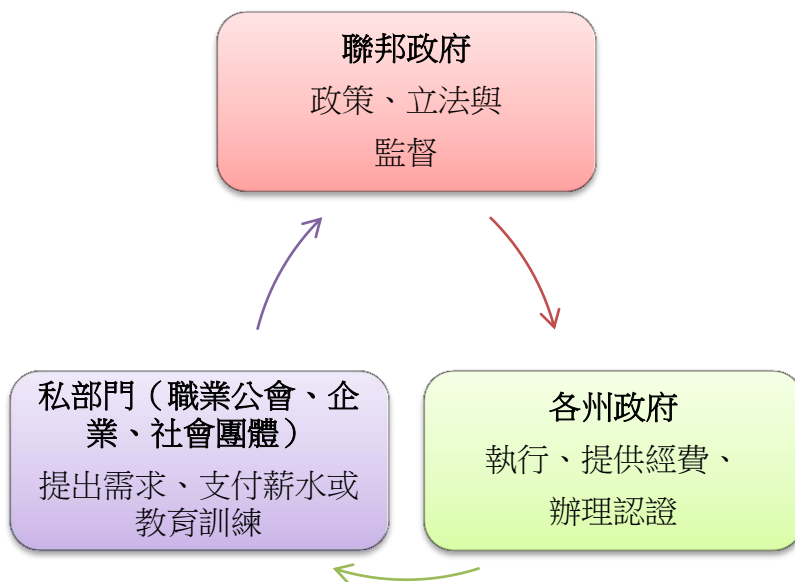 聯邦政府
政策、立法與
監督
私部門（職業公會、企
業、社會團體）
提出需求、支付薪水或
教育訓練
各州政府
執行、提供經費、
辦理認證